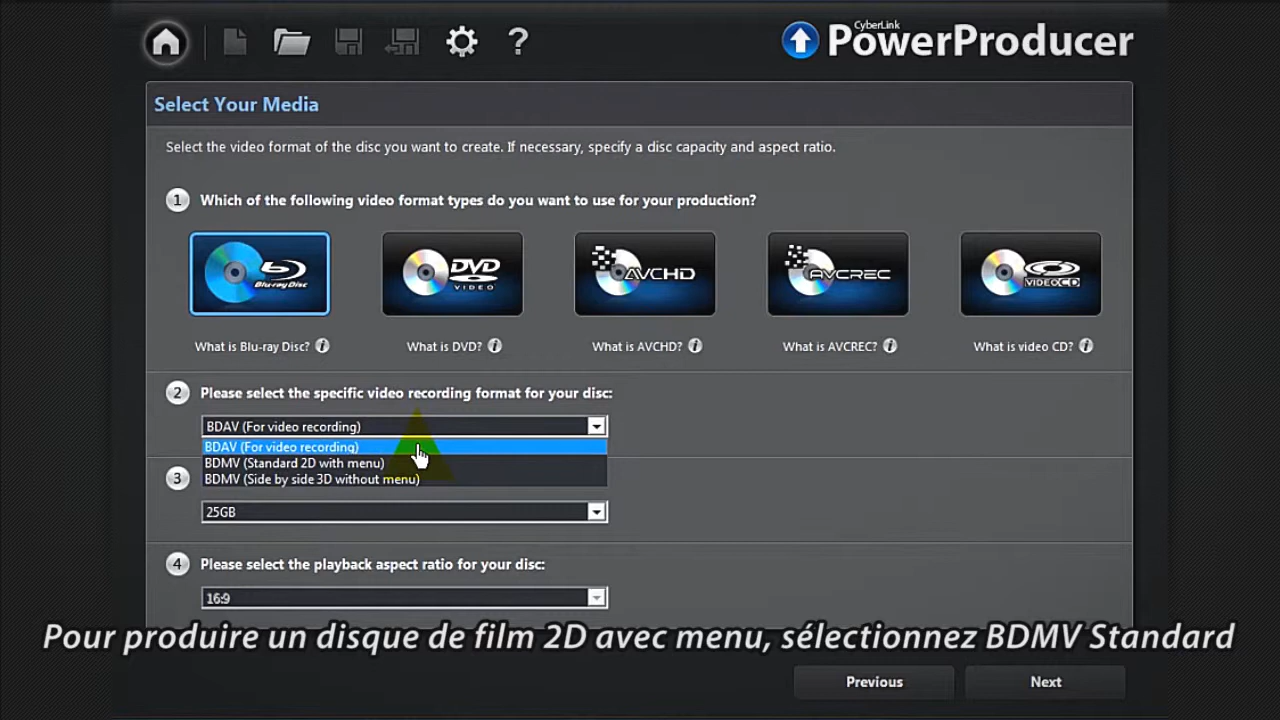 CyberLink
PowerProducer
Select Your Media
Select the video format of the disc you want to create. If necessary, specify a disc capacity and aspect ratio.
1 Which of the following video format types do you want to use for your production?
Blu-ray Disc DVD VIDEO AVCHD AVCREC VIDEO CD
What is Blu-ray Disc? i What is DVD? i What is AVCHD? i What is AVCREC? i What is video CD? i
2 Please select the specific video recording format for your disc:
BDAV (For video recording)
BDAV (For video recording)
BDMV (Standard 2D with menu)
3 BDMV (Side by side 3D without menu)
25GB
4 Please select the playback aspect ratio for your disc:
16:9
Pour produire un disque de film 2D avec menu, sélectionnez BDMV Standard
Previous Next